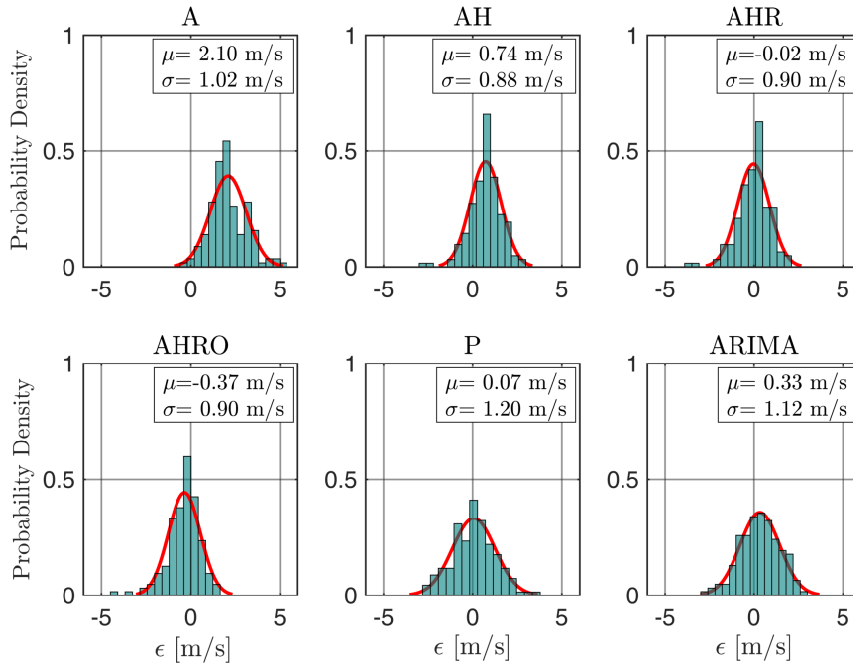 A AH AHR
1 1 1
μ= 2.10 m/s μ= 0.74 m/s μ=-0.02 m/s
σ= 1.02 m/s σ= 0.88 m/s σ= 0.90 m/s
Probability Density
0.5 0.5 0.5
0 0 0
-5 0 5 -5 0 5 -5 0 5
AHRO P ARIMA
1 1 1
μ=-0.37 m/s μ= 0.07 m/s μ= 0.33 m/s
σ= 0.90 m/s σ= 1.20 m/s σ= 1.12 m/s
Probability Density
0.5 0.5 0.5
0 0 0
-5 0 5 -5 0 5 -5 0 5
ϵ [m/s] ϵ [m/s] ϵ [m/s]